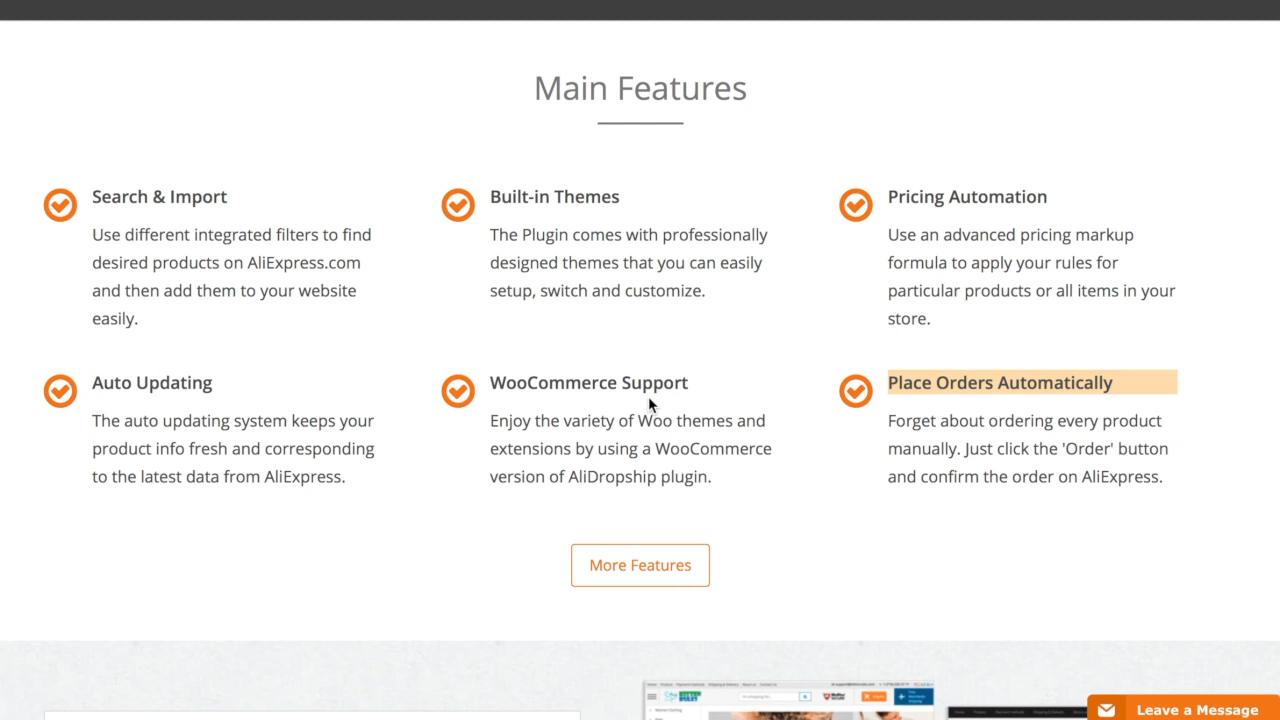 Main Features
Search & Import
Use different integrated filters to find
desired products on AliExpress.com
and then add them to your website
easily.
Built-in Themes
The Plugin comes with professionally
designed themes that you can easily
setup, switch and customize.
Pricing Automation
Use an advanced pricing markup
formula to apply your rules for
particular products or all items in your
store.
Auto Updating
The auto updating system keeps your
product info fresh and corresponding
to the latest data from AliExpress.
WooCommerce Support
Enjoy the variety of Woo themes and
extensions by using a WooCommerce
version of AliDropship plugin.
Place Orders Automatically
Forget about ordering every product
manually. Just click the 'Order' button
and confirm the order on AliExpress.
More Features
Leave a Message